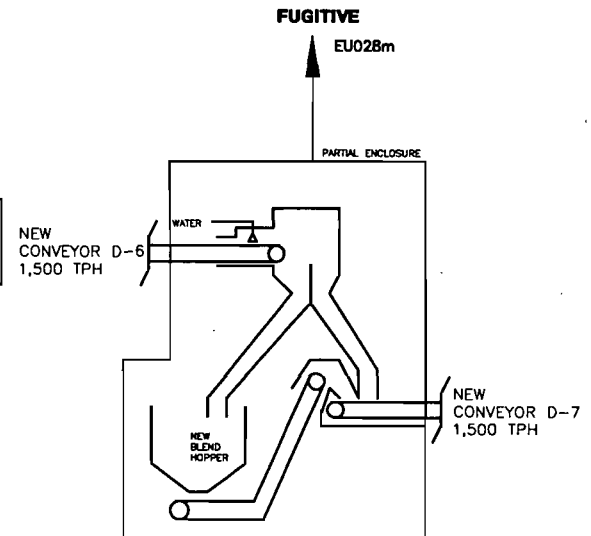 FUGITIVE
EU028m
PARTIAL ENCLOSURE
WATER
NEW
CONVEYOR D-6
1,500 TPH
NEW
CONVEYOR D-7
1,500 TPH
NEW
BLEND
HOPPER